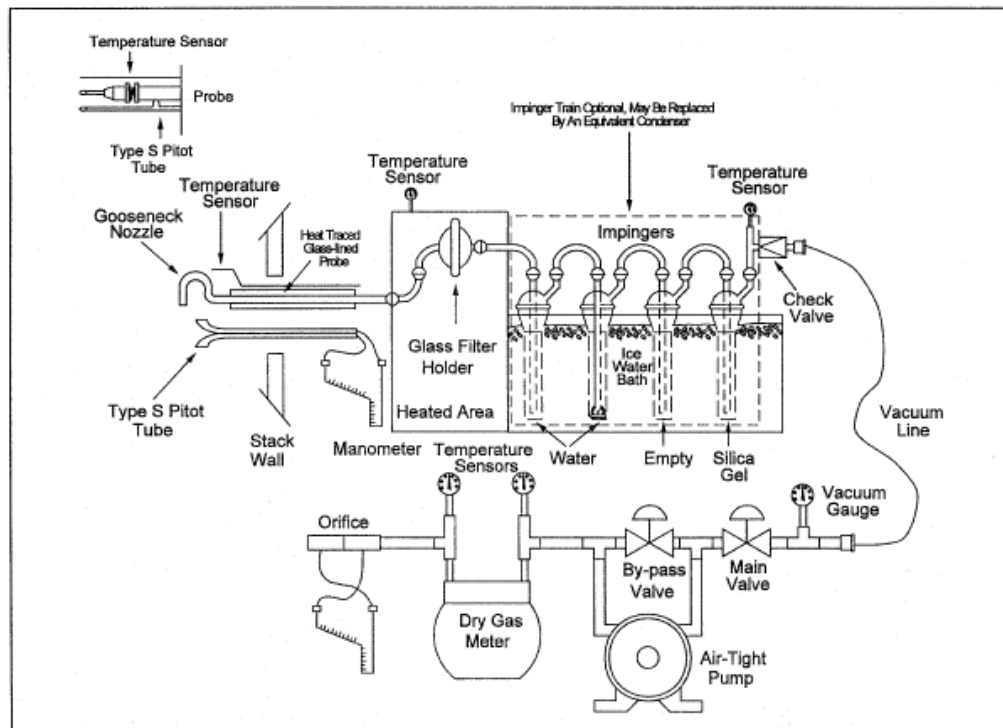 Temperature Sensor
Probe
Type S Pitot
Tube
Impinger Train Optional, May Be Replaced
By An Equivalent Condenser
Temperature
Sensor
Temperature
Sensor
Temperature
Sensor
Gooseneck
Nozzle
Heat Traced
Glass-lined
Probe
Impingers
Check
Valve
Glass Filter
Holder
Ice
Water
Bath
Heated Area
Type S Pitot
Tube
Stack
Wall
Manometer
Water
Empty
Silica
Gel
Vacuum
Line
Temperature
Sensors
Vacuum
Gauge
Orifice
By-pass
Valve
Main
Valve
Dry Gas
Meter
Air-Tight
Pump